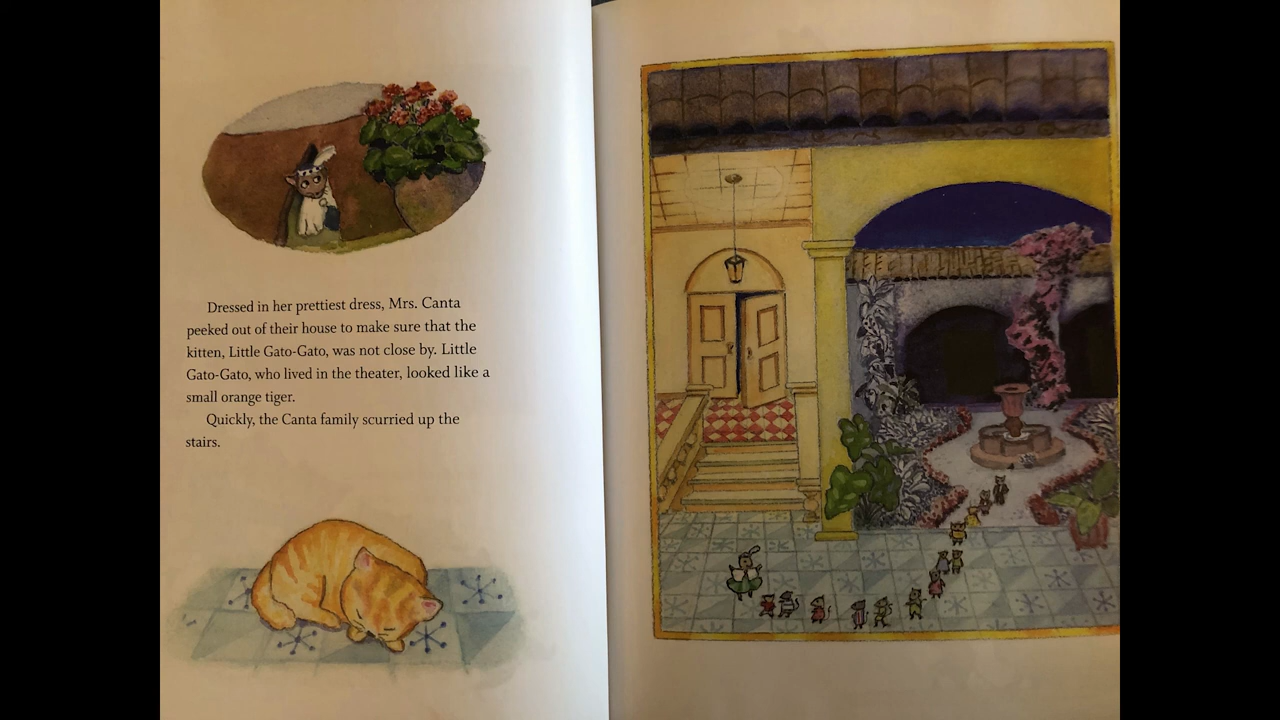 Dressed in her prettiest dress, Mrs. Canta
peeked out of their house to make sure that the
kitten, Little Gato-Gato, was not close by. Little
Gato-Gato, who lived in the theater, looked like a
small orange tiger.
Quickly, the Canta family scurried up the
stairs.